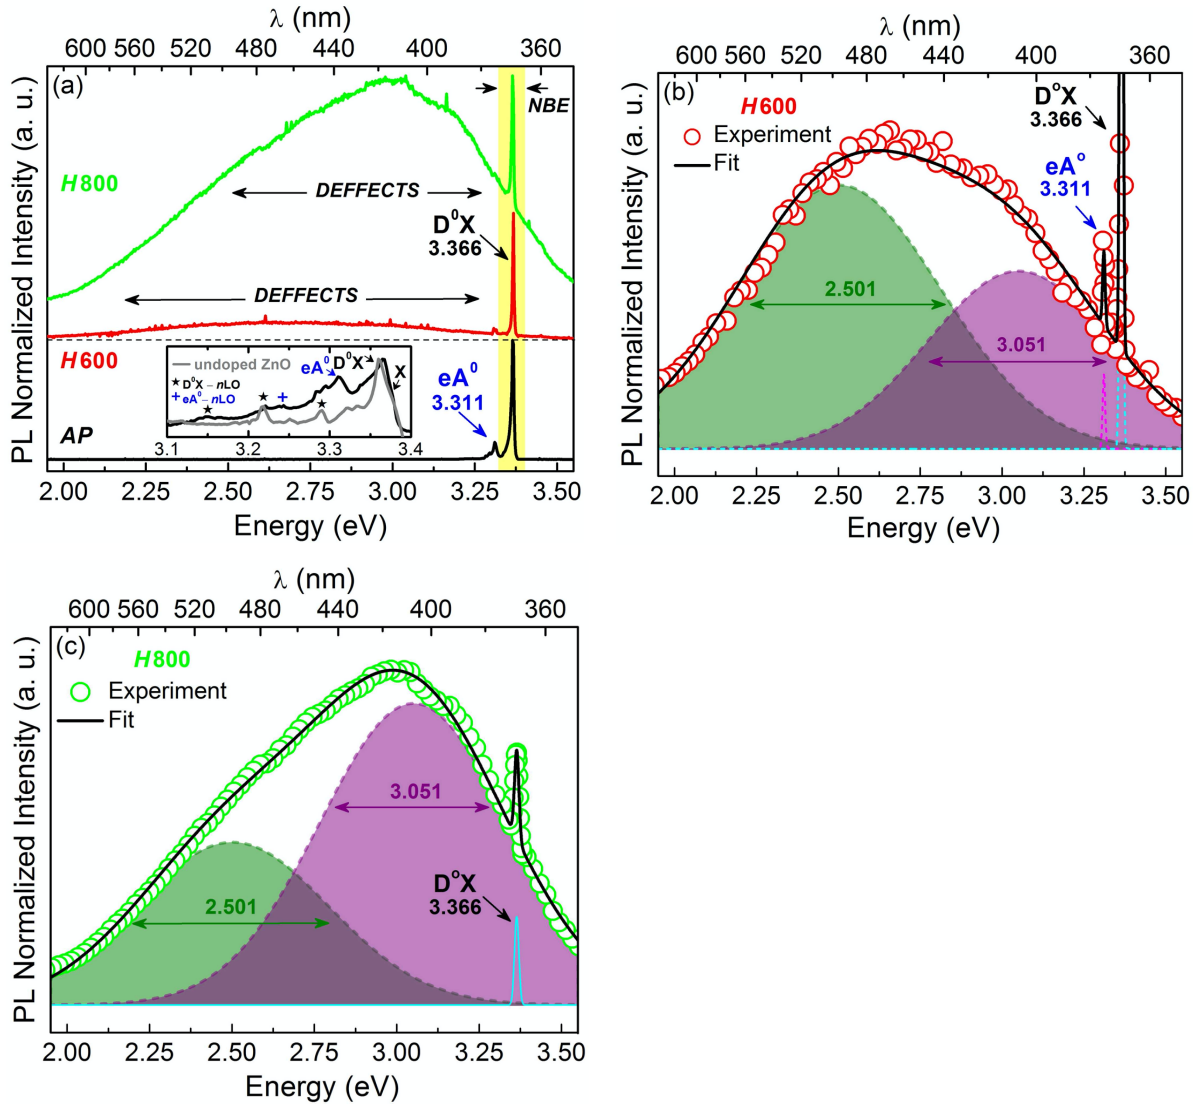 λ (nm)
600 560 520 480 440 400 360
(a)
NBE
H800
DEFFECTS
D⁰X
3.366
DEFFECTS
H600
undoped ZnO
eA⁰ D⁰X
X
★ D⁰X – nLO
+ eA⁰ – nLO
★ ★ + ★
3.1 3.2 3.3 3.4
eA⁰
3.311
AP
PL Normalized Intensity (a. u.)
2.00 2.25 2.50 2.75 3.00 3.25 3.50
Energy (eV)
λ (nm)
600 560 520 480 440 400 360
(b)
H600
Experiment
Fit
D°X
3.366
eA°
3.311
2.501
3.051
PL Normalized Intensity (a. u.)
2.00 2.25 2.50 2.75 3.00 3.25 3.50
Energy (eV)
λ (nm)
600 560 520 480 440 400 360
(c)
H800
Experiment
Fit
3.051
D°X
3.366
2.501
PL Normalized Intensity (a. u.)
2.00 2.25 2.50 2.75 3.00 3.25 3.50
Energy (eV)